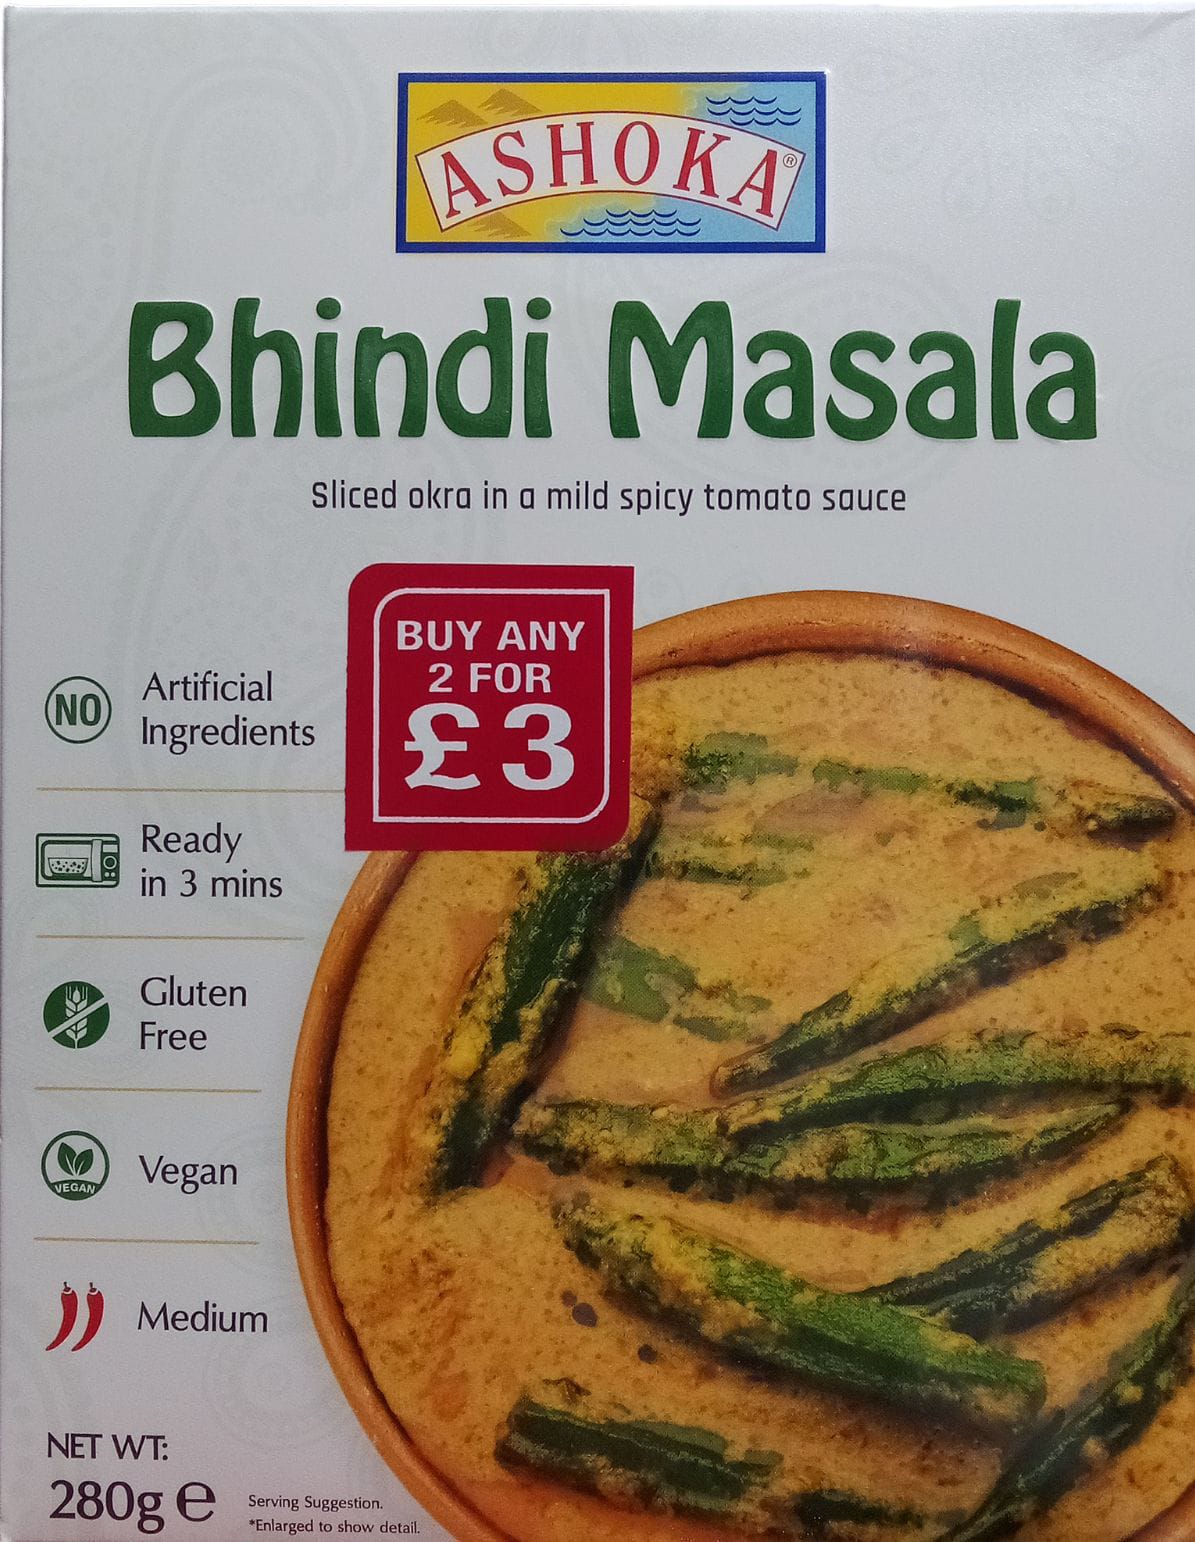 ASHOKA®
Bhindi Masala
Sliced okra in a mild spicy tomato sauce
BUY ANY
2 FOR
£3
NO
Artificial
Ingredients
Ready
in 3 mins
Gluten
Free
VEGAN
Vegan
Medium
NET WT:
280g e
Serving Suggestion.
*Enlarged to show detail.